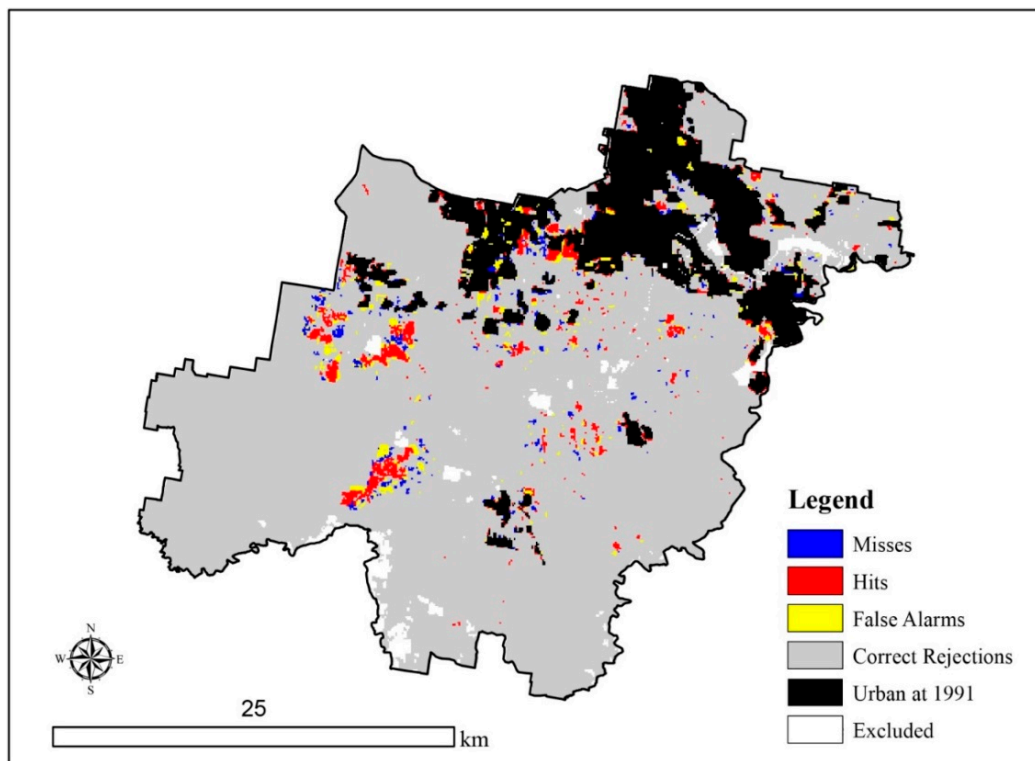 Legend
Misses
Hits
False Alarms
Correct Rejections
Urban at 1991
Excluded
N
W E
S
25
km